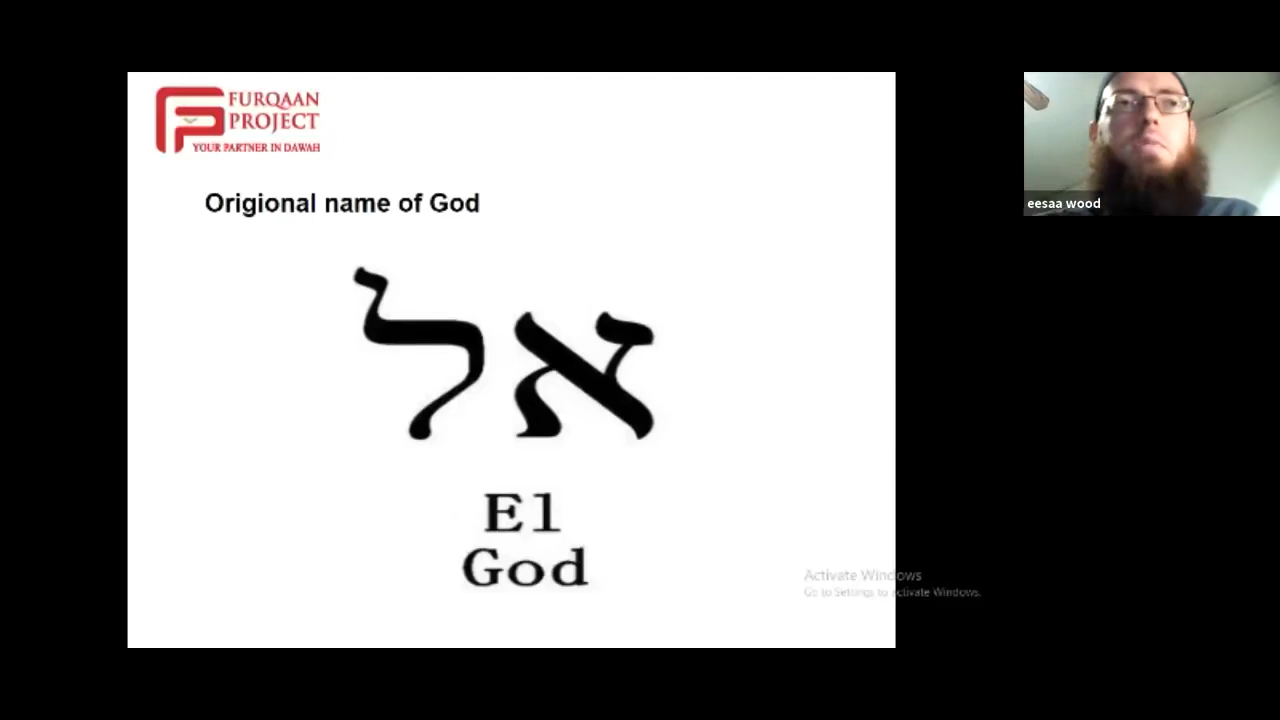 FURQAAN
PROJECT
YOUR PARTNER IN DAWAH
Origional name of God
אל
El
God
eesaa wood
Activate Windows
Go to Settings to activate Windows.